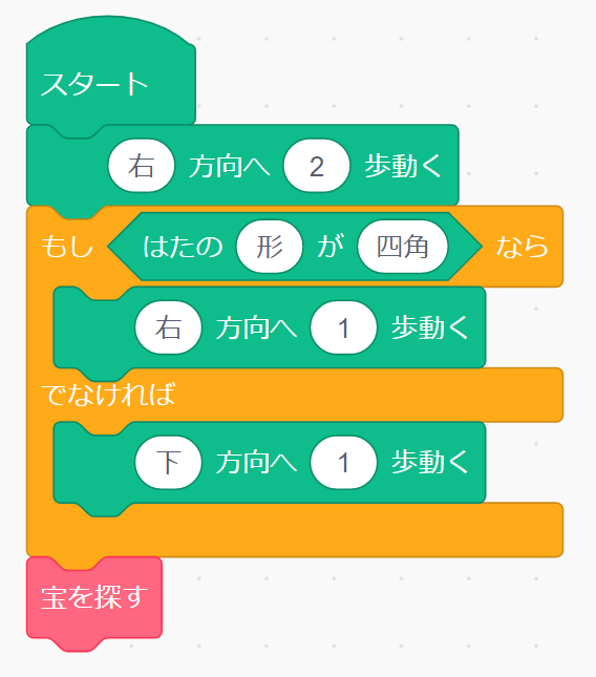 スタート
右 方向へ 2 歩動く
もし はたの 形 が 四角 なら
右 方向へ 1 歩動く
でなければ
下 方向へ 1 歩動く
宝を探す